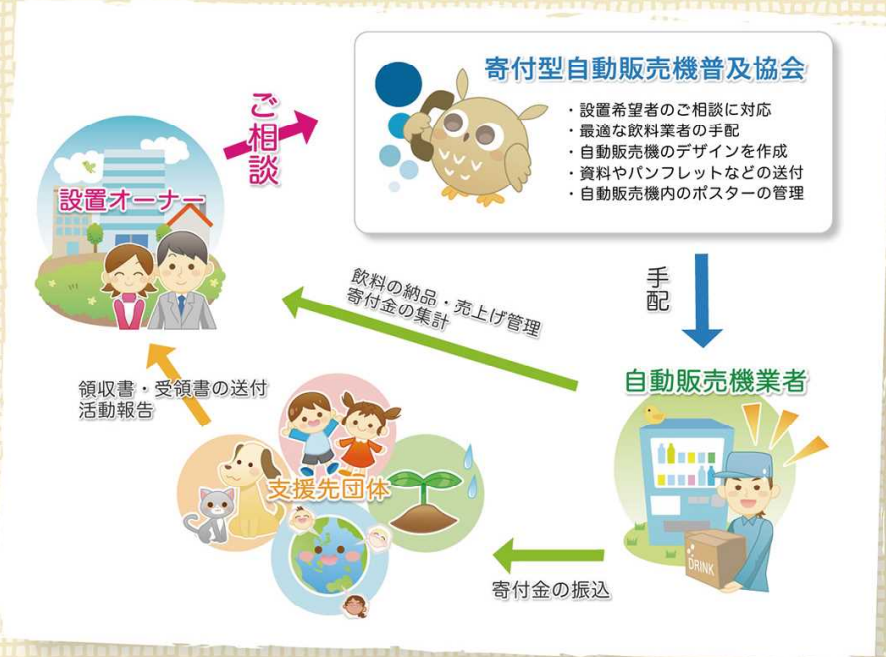 寄付型自動販売機普及協会
・設置希望者のご相談に対応
・最適な飲料業者の手配
・自動販売機のデザインを作成
・資料やパンフレットなどの送付
・自動販売機内のポスターの管理
ご相談
設置オーナー
手配
飲料の納品・売上げ管理
寄付金の集計
自動販売機業者
領収書・受領書の送付
活動報告
支援先団体
DRINK
寄付金の振込